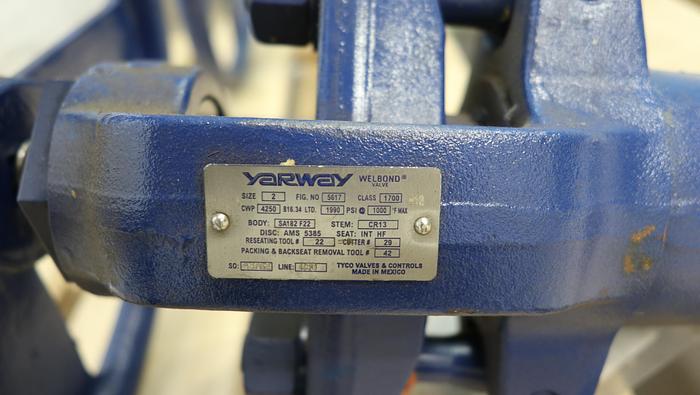 YARWAY WELBOND®
VALVE
SIZE 2 FIG. NO 5617 CLASS 1700
CWP 4250 B16.34 LTD. 1990 PSI @ 1000 °F MAX
BODY: SA182 F22 STEM: CR13
DISC: AMS 5385 SEAT: INT HF
RESEATING TOOL # 22 CUTTER # 29
PACKING & BACKSEAT REMOVAL TOOL # 42
SO: LINE: TYCO VALVES & CONTROLS
MADE IN MEXICO